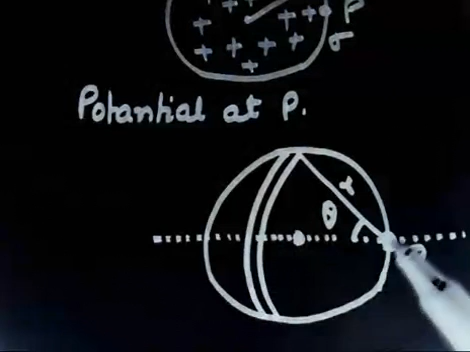 + + + + P
+ + + + σ
+
Potential at P.
r
θ